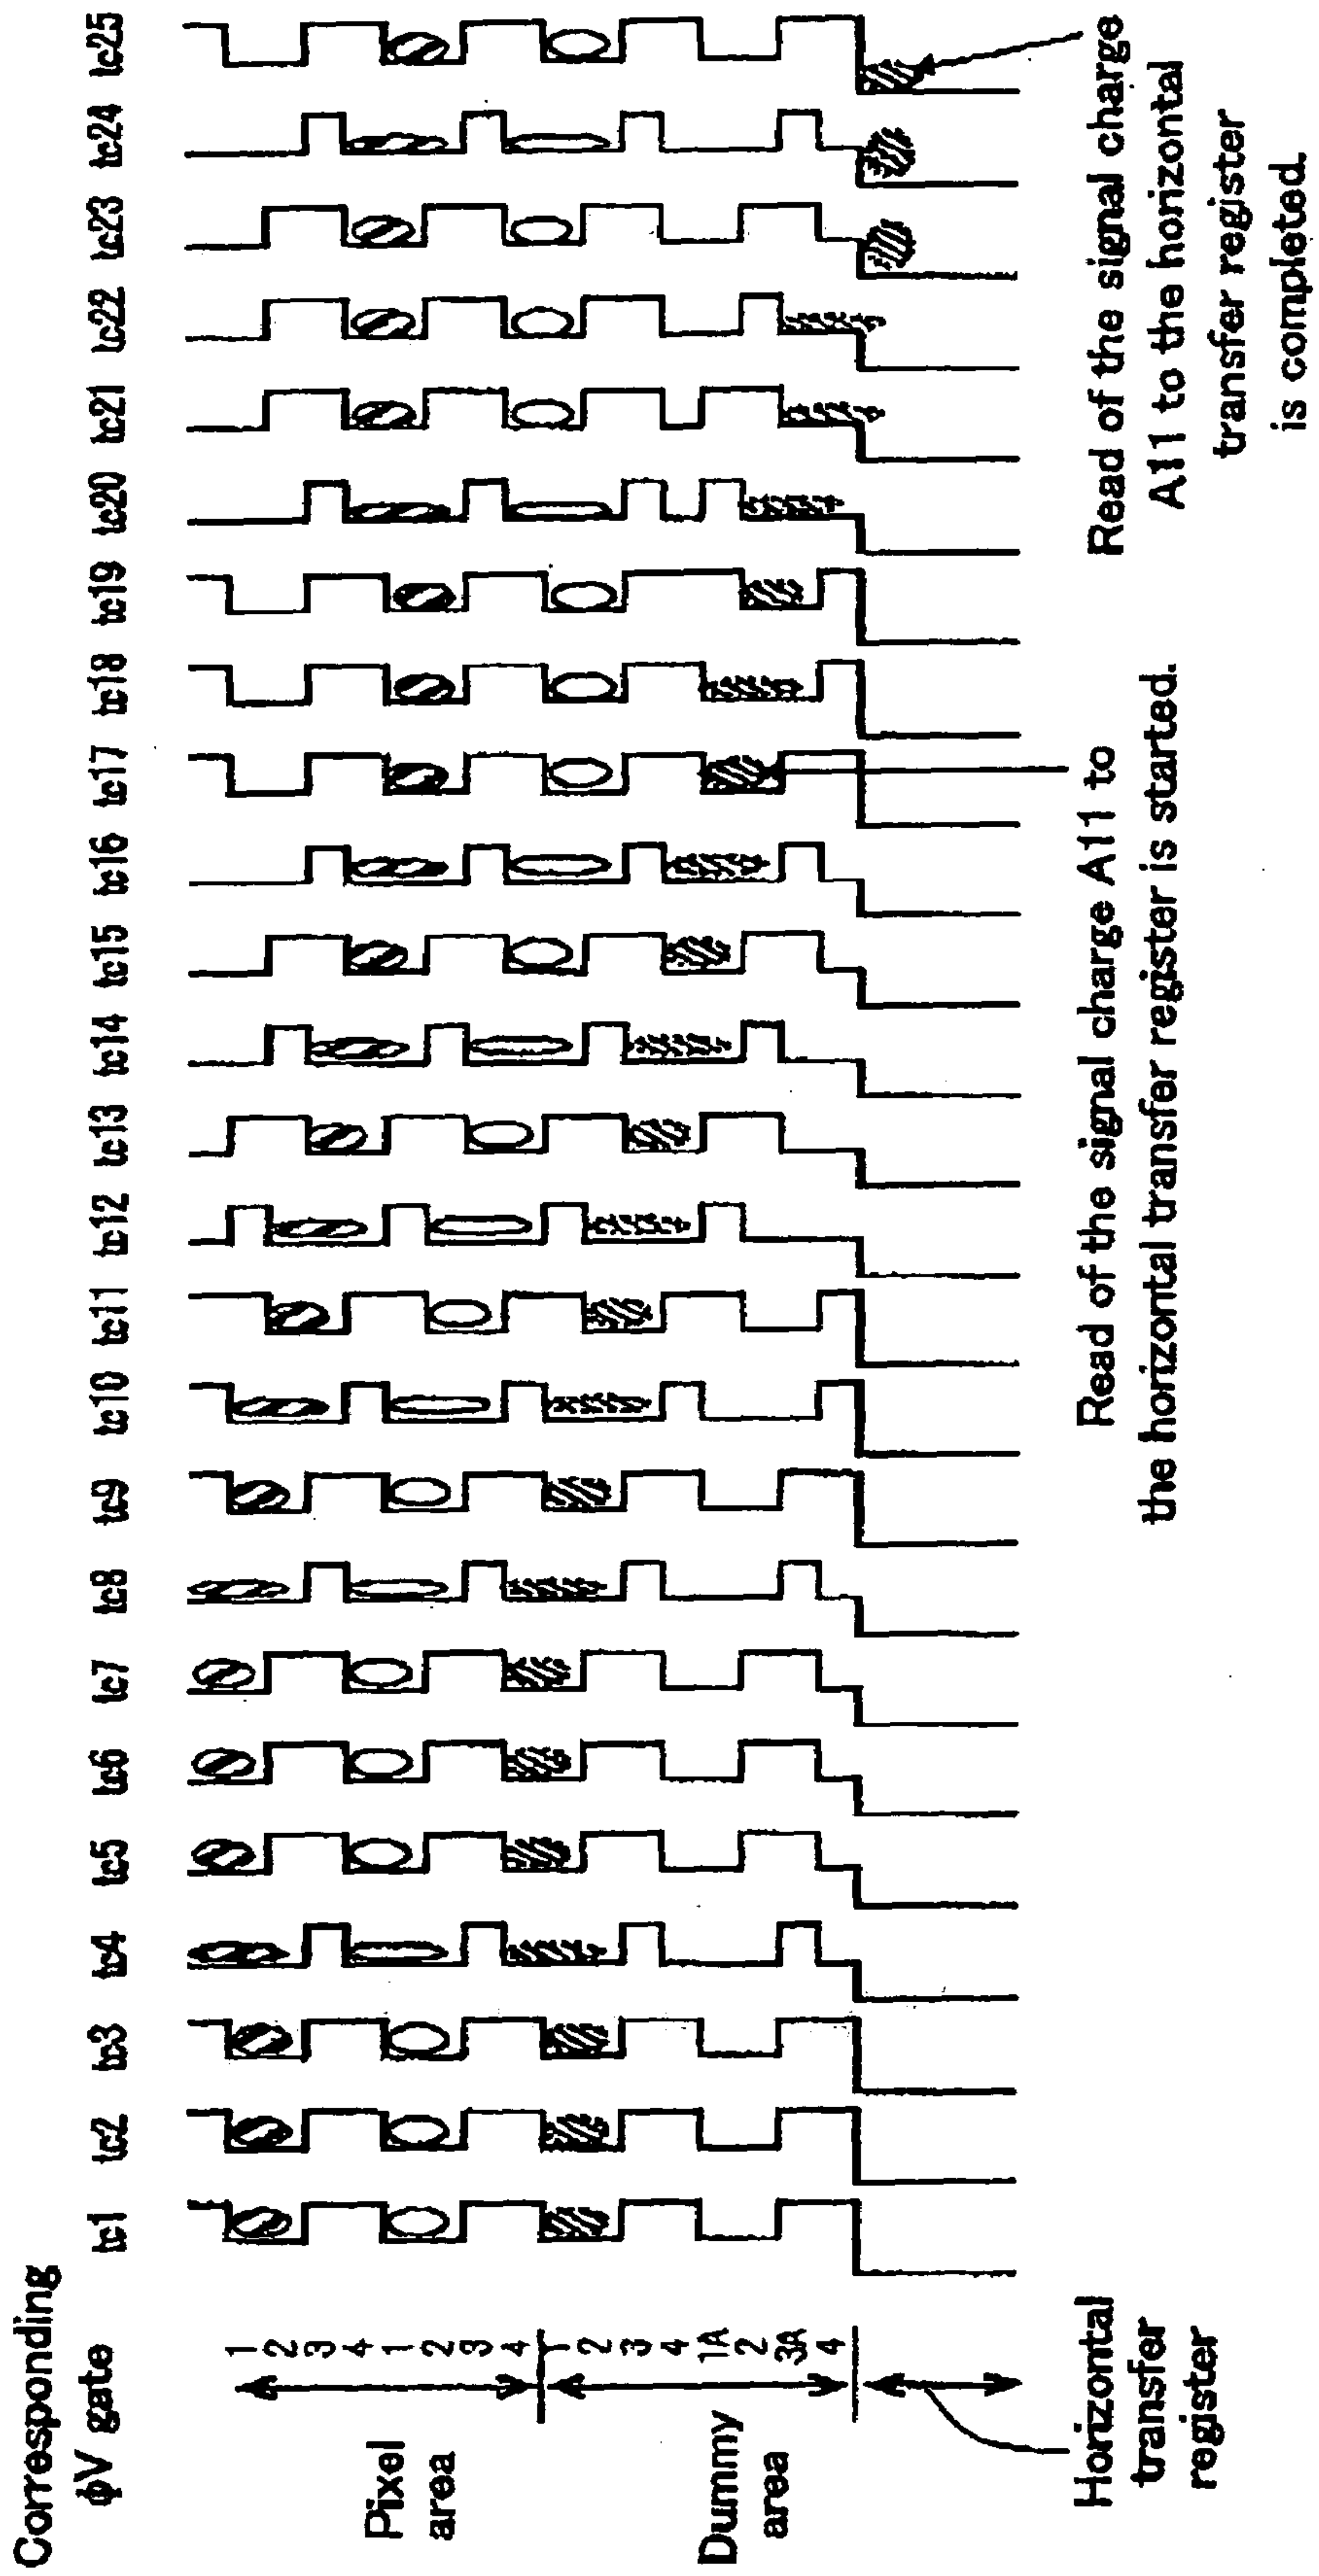 Corresponding
ϕV gate
tc1 tc2 tc3 tc4 tc5 tc6 tc7 tc8 tc9 tc10 tc11 tc12 tc13 tc14 tc15 tc16 tc17 tc18 tc19 tc20 tc21 tc22 tc23 tc24 tc25
Pixel
area
1
2
3
4
1
2
3
4
Dummy
area
1
2
3
4
1A
2
3A
4
Horizontal
transfer
register
Read of the signal charge A11 to
the horizontal transfer register is started.
Read of the signal charge
A11 to the horizontal
transfer register
is completed.